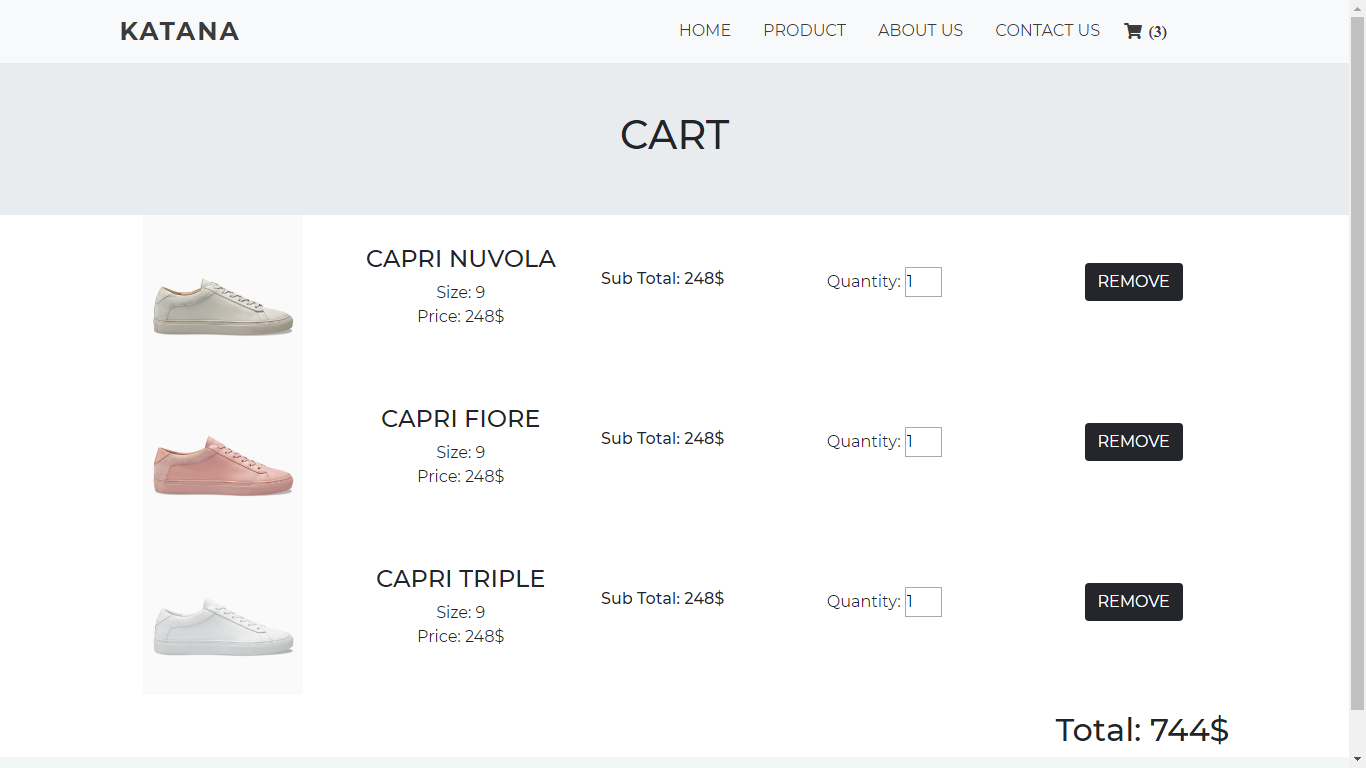 KATANA HOME PRODUCT ABOUT US CONTACT US (3)
CART
CAPRI NUVOLA
Size: 9
Price: 248$
Sub Total: 248$
Quantity: 1
REMOVE
CAPRI FIORE
Size: 9
Price: 248$
Sub Total: 248$
Quantity: 1
REMOVE
CAPRI TRIPLE
Size: 9
Price: 248$
Sub Total: 248$
Quantity: 1
REMOVE
Total: 744$